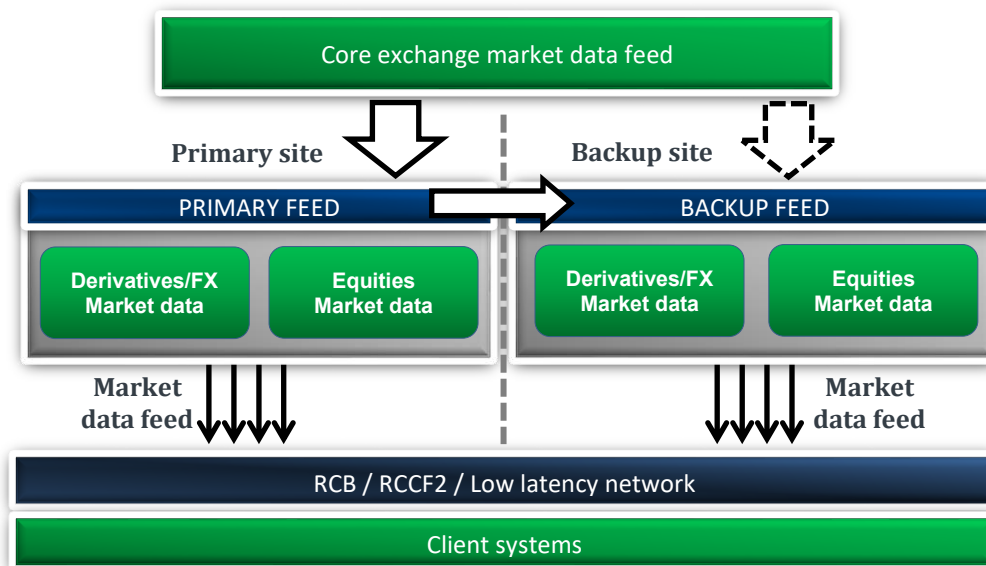 Core exchange market data feed
Primary site
Backup site
PRIMARY FEED
BACKUP FEED
Derivatives/FX
Market data
Equities
Market data
Derivatives/FX
Market data
Equities
Market data
Market
data feed
Market
data feed
RCB / RCCF2 / Low latency network
Client systems